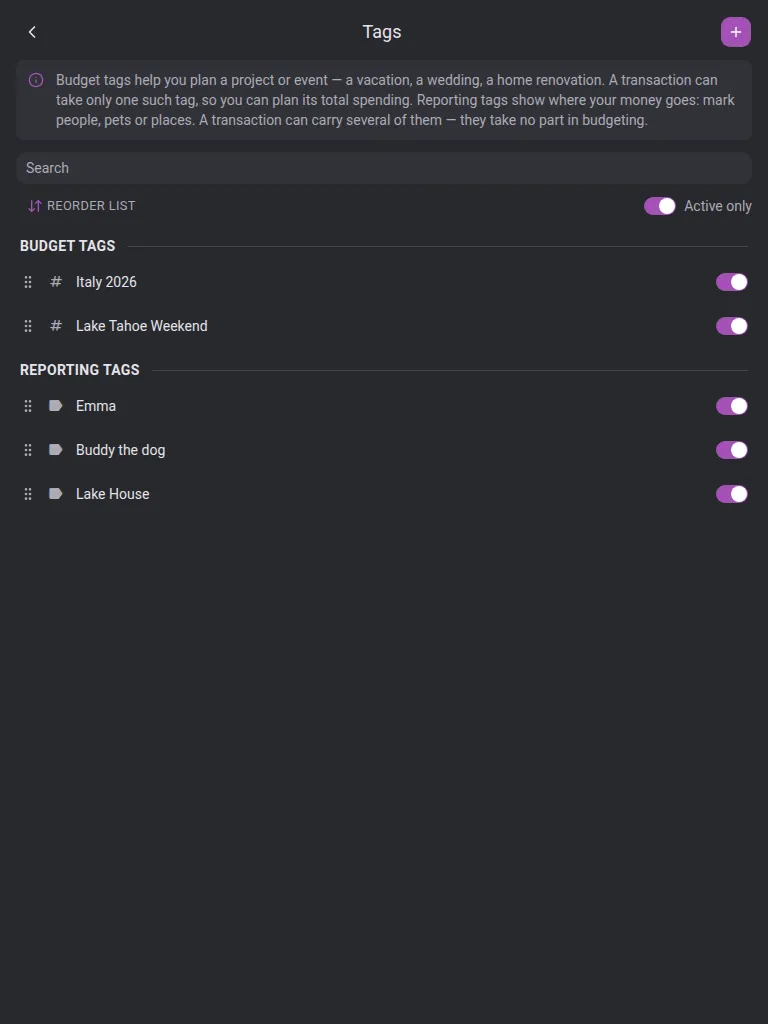 Tags
Budget tags help you plan a project or event — a vacation, a wedding, a home renovation. A transaction can
take only one such tag, so you can plan its total spending. Reporting tags show where your money goes: mark
people, pets or places. A transaction can carry several of them — they take no part in budgeting.
Search
REORDER LIST
Active only
BUDGET TAGS
# Italy 2026
# Lake Tahoe Weekend
REPORTING TAGS
Emma
Buddy the dog
Lake House